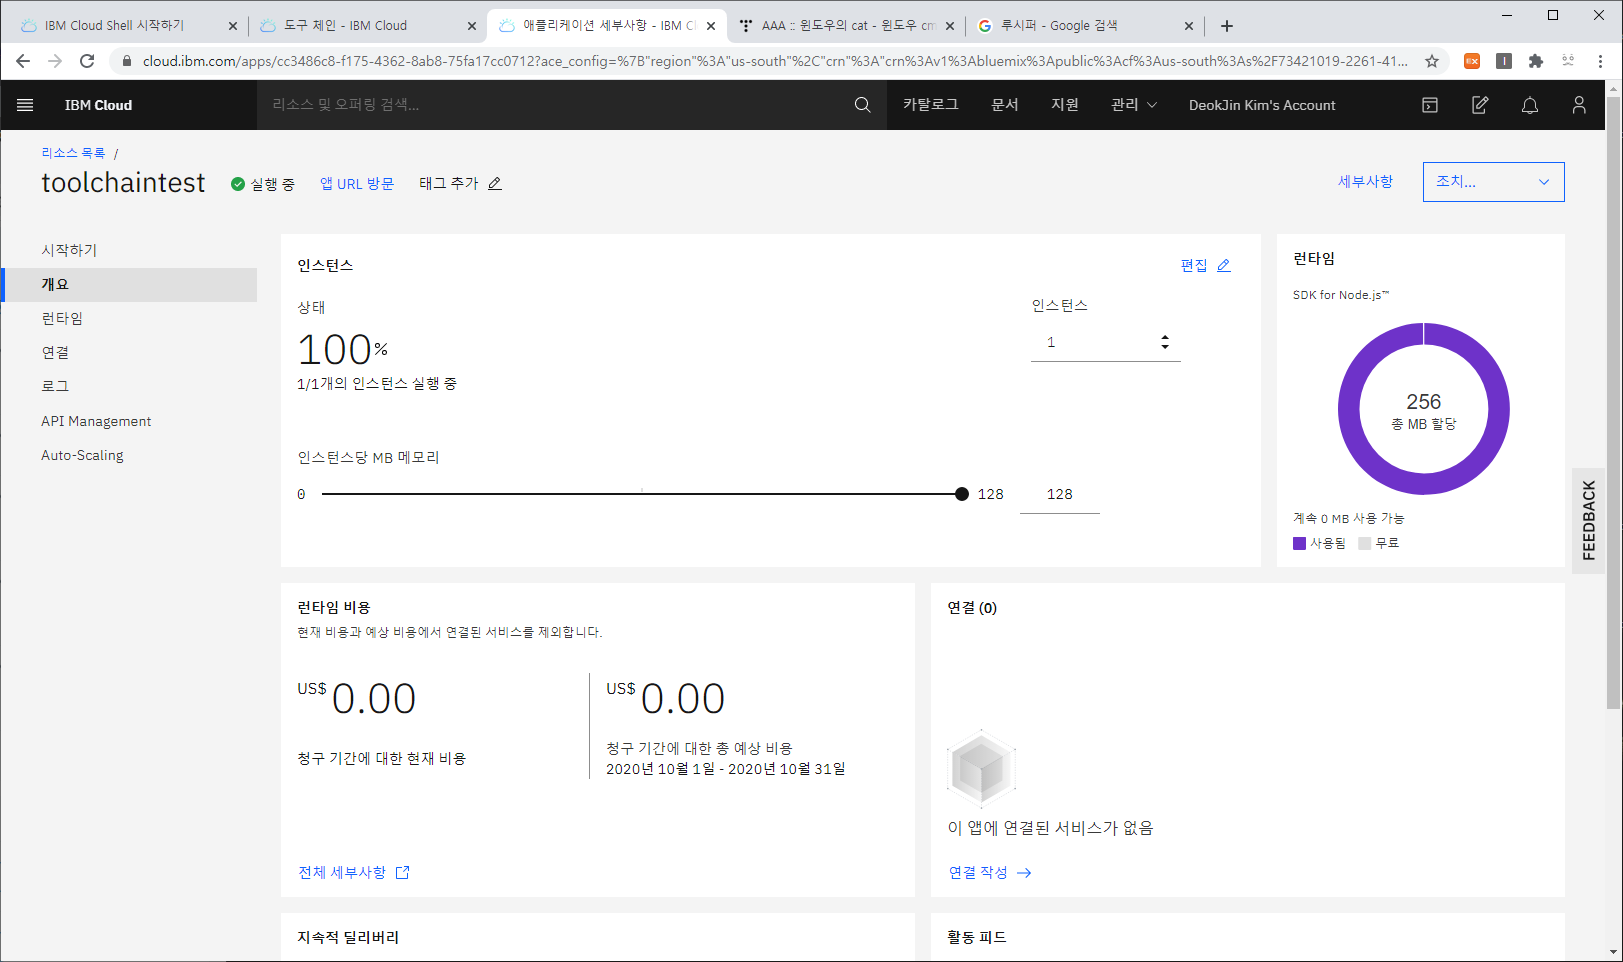 IBM Cloud Shell 시작하기
도구 체인 - IBM Cloud
애플리케이션 세부사항 - IBM Cl
AAA :: 윈도우의 cat - 윈도우 cm
루시퍼 - Google 검색
cloud.ibm.com/apps/cc3486c8-f175-4362-8ab8-75fa17cc0712?ace_config=%7B"region"%3A"us-south"%2C"crn"%3A"crn%3Av1%3Abluemix%3Apublic%3Acf%3Aus-south%3As%2F73421019-2261-41...
IBM Cloud
리소스 및 오퍼링 검색...
카탈로그
문서
지원
관리
DeokJin Kim's Account
리소스 목록 /
toolchaintest
실행 중
앱 URL 방문
태그 추가
세부사항
조치...
시작하기
개요
런타임
연결
로그
API Management
Auto-Scaling
인스턴스
편집
상태
100%
1/1개의 인스턴스 실행 중
인스턴스
1
인스턴스당 MB 메모리
0
128
128
런타임
SDK for Node.js™
256
총 MB 할당
계속 0 MB 사용 가능
사용됨
무료
FEEDBACK
런타임 비용
현재 비용과 예상 비용에서 연결된 서비스를 제외합니다.
US$ 0.00
청구 기간에 대한 현재 비용
US$ 0.00
청구 기간에 대한 총 예상 비용
2020년 10월 1일 - 2020년 10월 31일
전체 세부사항
연결 (0)
이 앱에 연결된 서비스가 없음
연결 작성 →
지속적 딜리버리
활동 피드